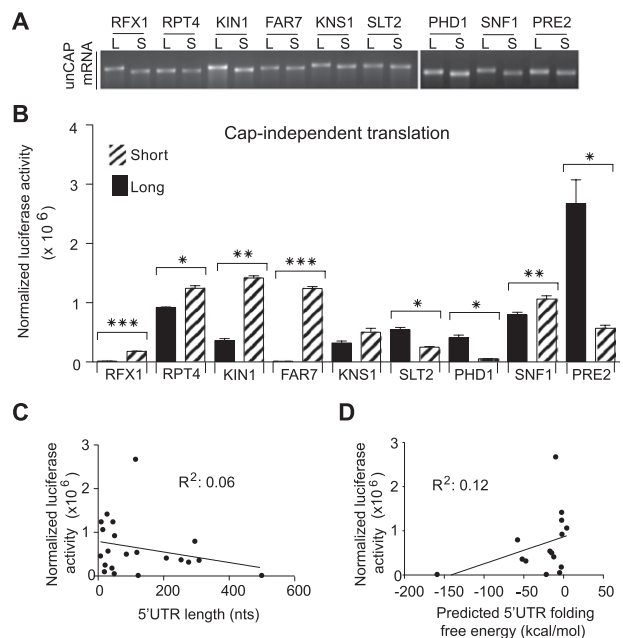 A
RFX1 RPT4 KIN1 FAR7 KNS1 SLT2 PHD1 SNF1 PRE2
L S L S L S L S L S L S L S L S L S
unCAP
mRNA
B
Cap-independent translation
Normalized luciferase activity
(x 10 6)
4
3
2
1
0
Short
Long
*** * ** *** * * ** *
RFX1 RPT4 KIN1 FAR7 KNS1 SLT2 PHD1 SNF1 PRE2
C
Normalized luciferase
activity (x10 6)
3
2
1
0
R2: 0.06
0 100 200 300 400 500 600
5'UTR length (nts)
D
Normalized luciferase
activity (x10 6)
3
2
1
0
R2: 0.12
-200 -150 -100 -50 0 50
Predicted 5'UTR folding
free energy (kcal/mol)